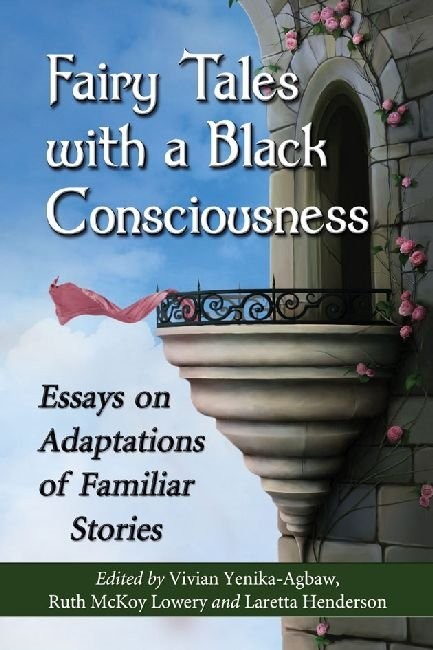 Fairy Tales
with a Black
Consciousness
Essays on
Adaptations
of Familiar
Stories
Edited by Vivian Yenika-Agbaw,
Ruth McKoy Lowery and Laretta Henderson